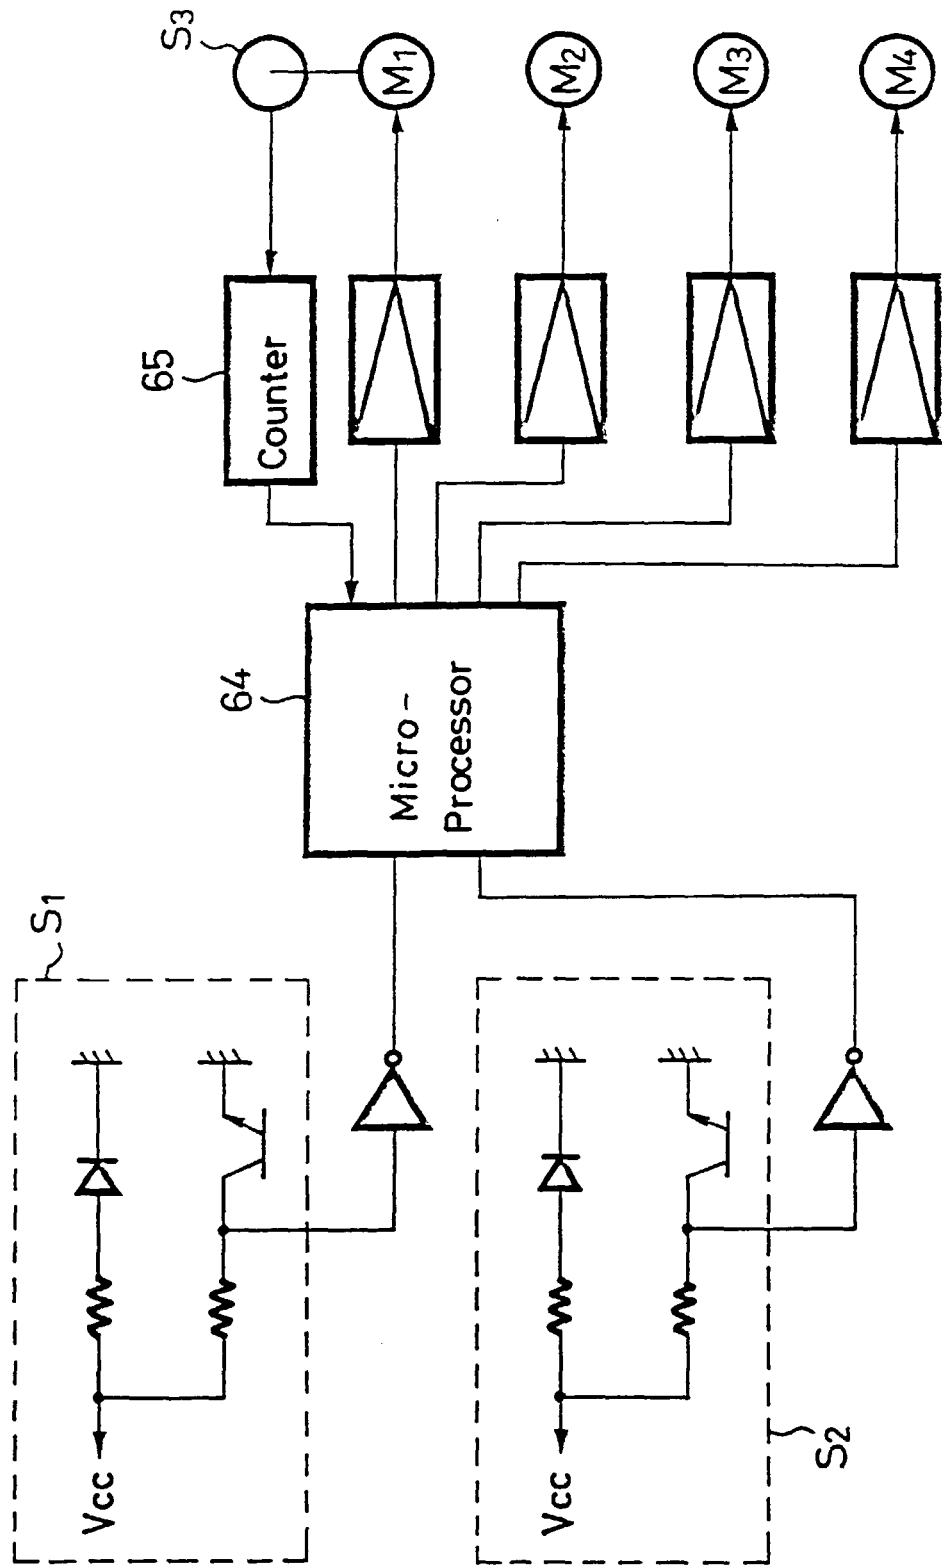 S1
Vcc
S2
Vcc
64
Micro-
Processor
65
Counter
S3
M1
M2
M3
M4